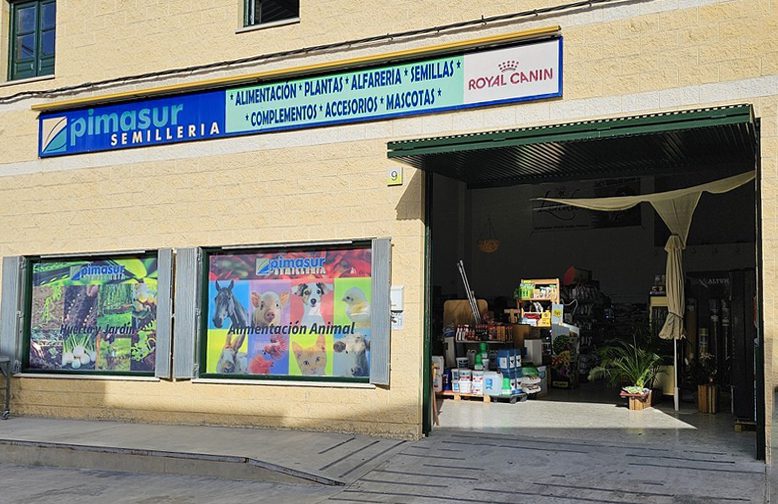 pimasur
SEMILLERIA
* ALIMENTACIÓN * PLANTAS * ALFARERIA * SEMILLAS *
* COMPLEMENTOS * ACCESORIOS * MASCOTAS *
ROYAL CANIN
9
pimasur
SEMILLERIA
Huerta y Jardín
pimasur
SEMILLERIA
Alimentación Animal